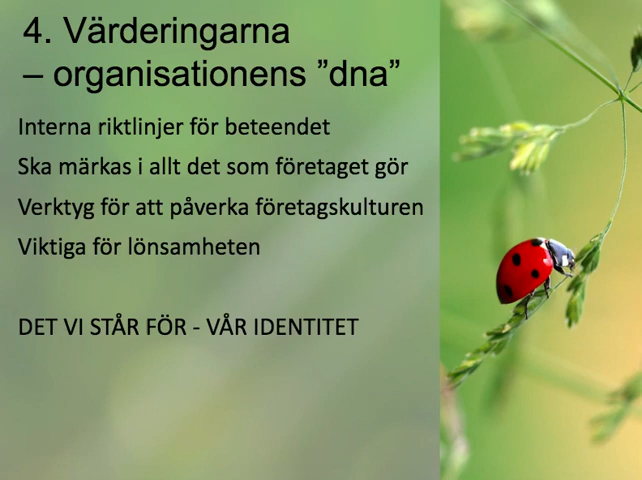 4. Värderingarna
– organisationens ”dna”
Interna riktlinjer för beteendet
Ska märkas i allt det som företaget gör
Verktyg för att påverka företagskulturen
Viktiga för lönsamheten
DET VI STÅR FÖR - VÅR IDENTITET